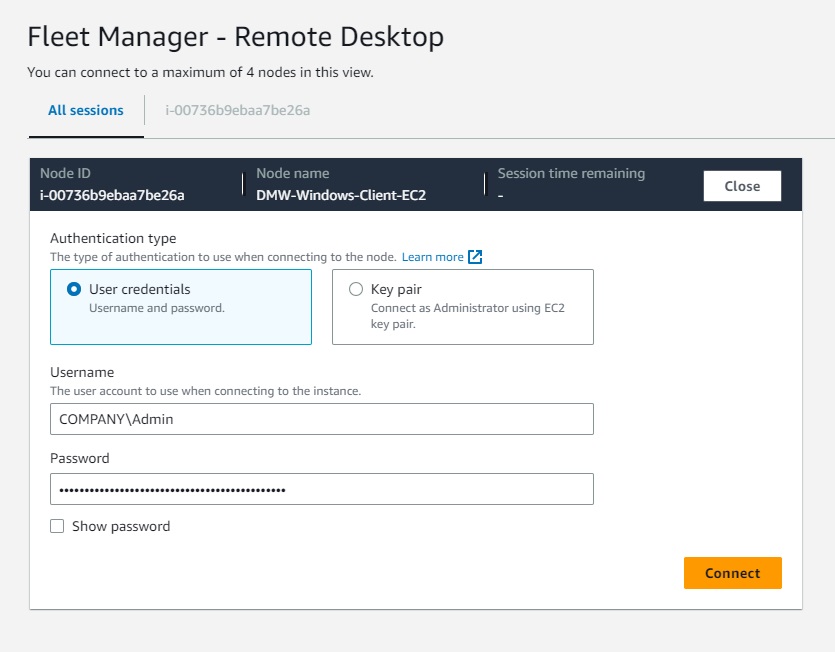 Fleet Manager - Remote Desktop
You can connect to a maximum of 4 nodes in this view.
All sessions
i-00736b9ebaa7be26a
Node ID
i-00736b9ebaa7be26a
Node name
DMW-Windows-Client-EC2
Session time remaining
-
Close
Authentication type
The type of authentication to use when connecting to the node. Learn more
User credentials
Username and password.
Key pair
Connect as Administrator using EC2
key pair.
Username
The user account to use when connecting to the instance.
COMPANY\Admin
Password
•••••••••••••••••••••••••••••••••••••••••••••
Show password
Connect